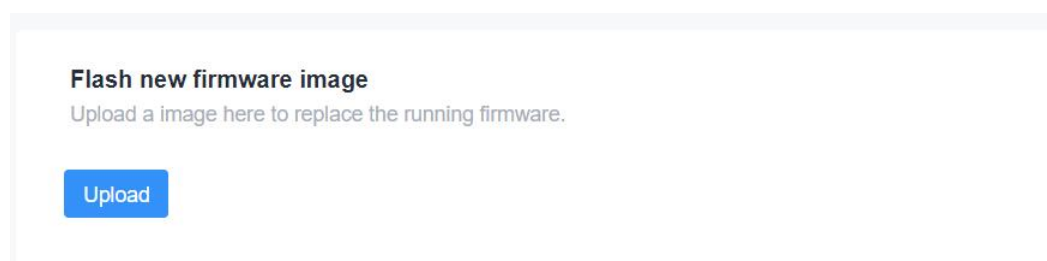 Flash new firmware image
Upload a image here to replace the running firmware.
Upload